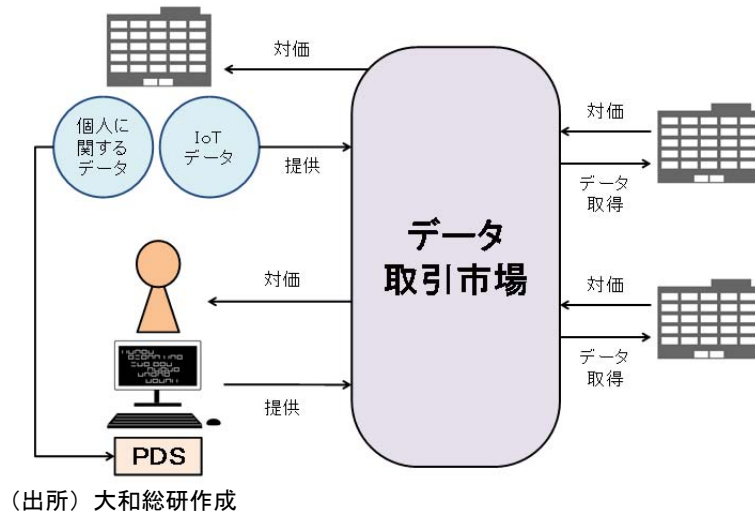 対価
個人に
関する
データ
IoT
データ
提供
対価
データ
取得
データ
取引市場
対価
提供
対価
データ
取得
PDS
（出所）大和総研作成